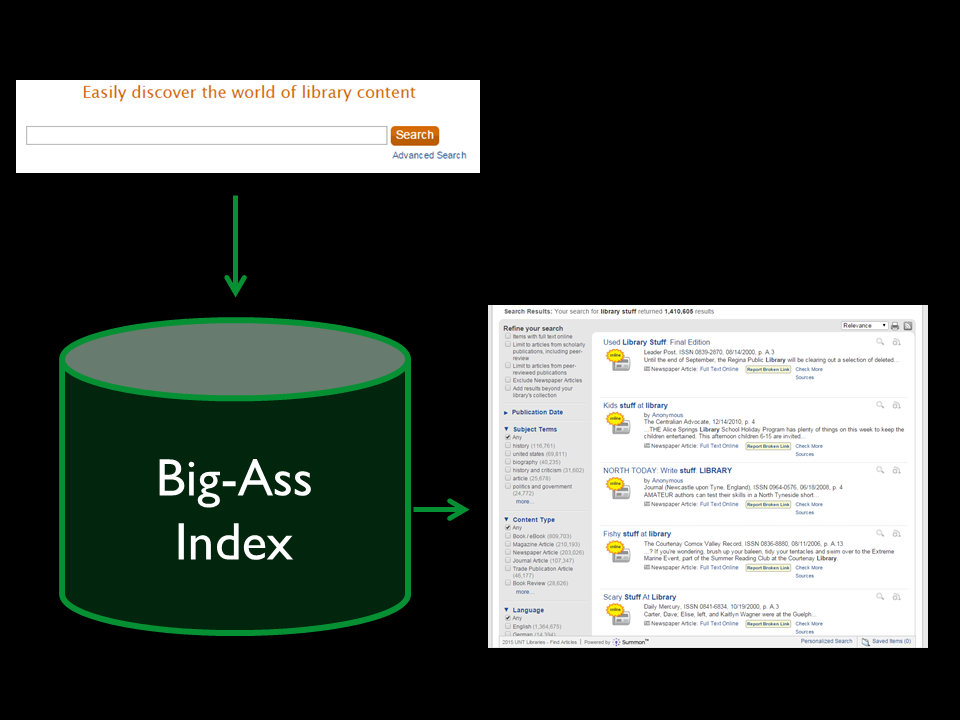 Easily discover the world of library content
Search
Advanced Search
Big-Ass
Index
Search Results: Your search for library stuff returned 1,410,605 results
Refine your search
Items with full text online
Limit to articles from scholarly
publications, including peer-
review
Limit to articles from peer-
reviewed publications
Exclude Newspaper Articles
Add results beyond your
library's collection
Publication Date
Subject Terms
Any
history (116,761)
united states (69,811)
biography (40,235)
history and criticism (31,602)
article (25,678)
politics and government
(24,772)
more...
Content Type
Any
Book / eBook (609,703)
Magazine Article (210,193)
Newspaper Article (203,026)
Journal Article (107,347)
Trade Publication Article
(46,177)
Book Review (28,626)
more...
Language
Any
English (1,364,675)
Relevance
Used Library Stuff: Final Edition
online
Leader Post, ISSN 0839-2870, 08/14/2000, p. A.3
Until the end of September, the Regina Public Library will be clearing out a selection of deleted...
Newspaper Article: Full Text Online Report Broken Link Check More
Sources
Kids stuff at library
online
by Anonymous
The Centralian Advocate, 12/14/2010, p. 4
...THE Alice Springs Library School Holiday Program has plenty of things on this week to keep the
children entertained. This afternoon children 6-15 are invited...
Newspaper Article: Full Text Online Report Broken Link Check More
Sources
NORTH TODAY: Write stuff: LIBRARY
online
by Anonymous
Journal (Newcastle upon Tyne, England), ISSN 0964-0576, 06/18/2008, p. 4
AMATEUR authors can test their skills in a North Tyneside short...
Newspaper Article: Full Text Online Report Broken Link Check More
Sources
Fishy stuff at library
online
The Courtenay Comox Valley Record, ISSN 0836-8880, 08/11/2006, p. A.13
...? If you're wondering, brush up your baleen, tidy your tentacles and swim over to the Extreme
Marine Event, part of the Summer Reading Club at the Courtenay Library.
Newspaper Article: Full Text Online Report Broken Link Check More
Sources
Scary Stuff At Library
online
Daily Mercury, ISSN 0841-6834, 10/19/2000, p. A.3
Carter, Dave, Elise, left, and Kaitlyn Wagner were at the Guelph...
Newspaper Article: Full Text Online Report Broken Link Check More
Sources
2015 UNT Libraries - Find Articles | Powered by Summon™
Personalized Search
Saved Items (0)